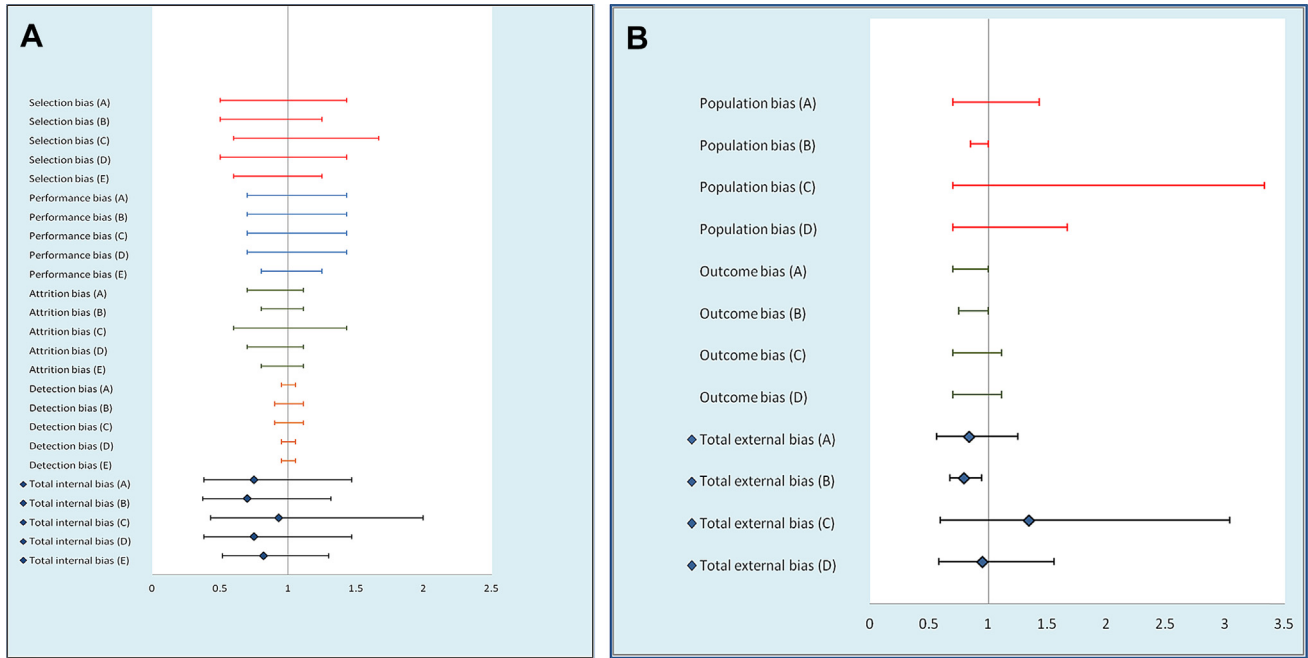 A
Selection bias (A)
Selection bias (B)
Selection bias (C)
Selection bias (D)
Selection bias (E)
Performance bias (A)
Performance bias (B)
Performance bias (C)
Performance bias (D)
Performance bias (E)
Attrition bias (A)
Attrition bias (B)
Attrition bias (C)
Attrition bias (D)
Attrition bias (E)
Detection bias (A)
Detection bias (B)
Detection bias (C)
Detection bias (D)
Detection bias (E)
Total internal bias (A)
Total internal bias (B)
Total internal bias (C)
Total internal bias (D)
Total internal bias (E)
0 0.5 1 1.5 2 2.5
B
Population bias (A)
Population bias (B)
Population bias (C)
Population bias (D)
Outcome bias (A)
Outcome bias (B)
Outcome bias (C)
Outcome bias (D)
Total external bias (A)
Total external bias (B)
Total external bias (C)
Total external bias (D)
0 0.5 1 1.5 2 2.5 3 3.5